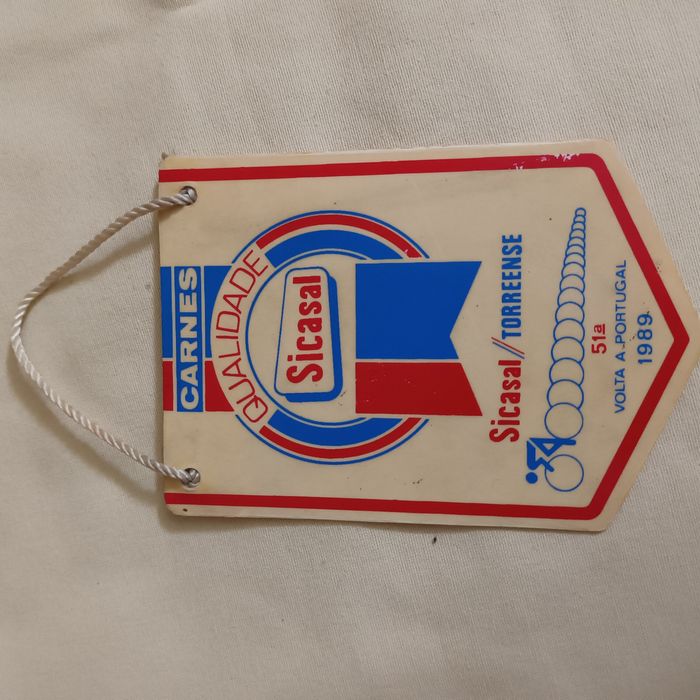 CARNES
QUALIDADE
Sicasal
Sicasal//TORREENSE
51ª
VOLTA A PORTUGAL
1989